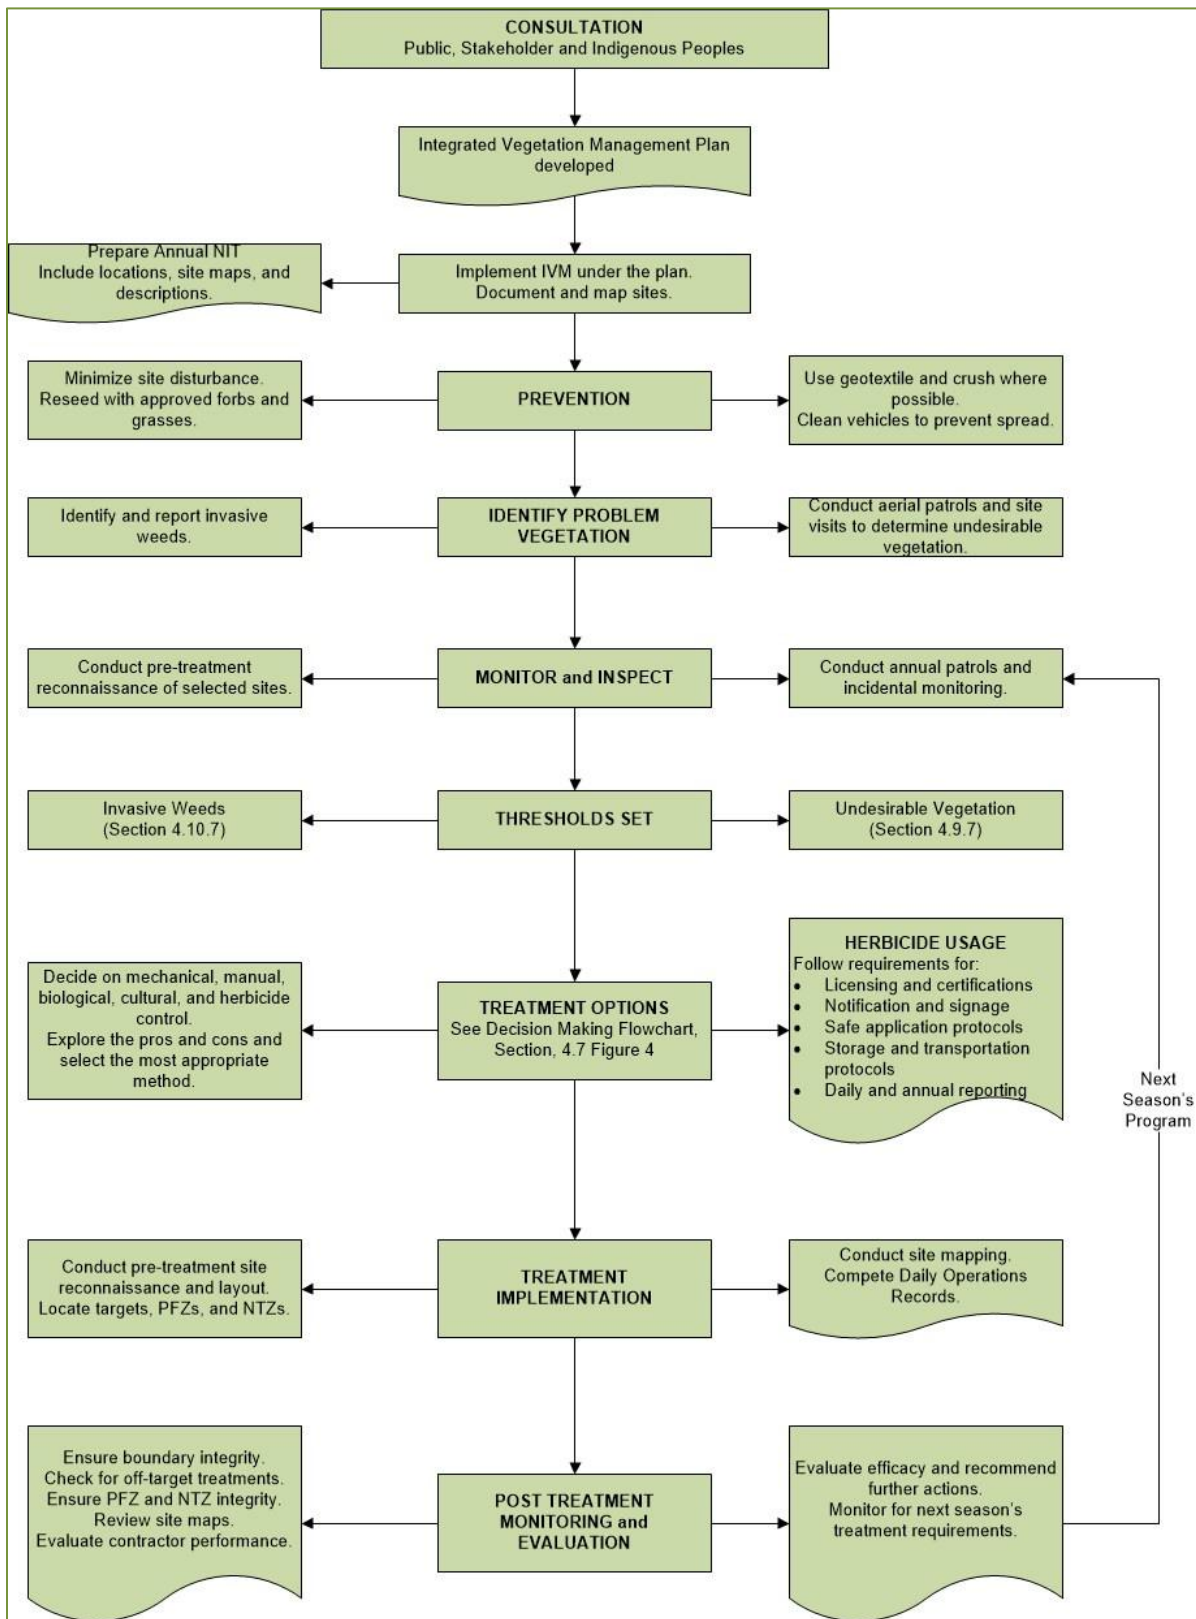 CONSULTATION
Public, Stakeholder and Indigenous Peoples
Integrated Vegetation Management Plan
developed
Prepare Annual NIT
Include locations, site maps, and
descriptions.
Implement IVM under the plan.
Document and map sites.
Minimize site disturbance.
Reseed with approved forbs and
grasses.
PREVENTION
Use geotextile and crush where
possible.
Clean vehicles to prevent spread.
Identify and report invasive
weeds.
IDENTIFY PROBLEM
VEGETATION
Conduct aerial patrols and site
visits to determine undesirable
vegetation.
Conduct pre-treatment
reconnaissance of selected sites.
MONITOR and INSPECT
Conduct annual patrols and
incidental monitoring.
Invasive Weeds
(Section 4.10.7)
THRESHOLDS SET
Undesirable Vegetation
(Section 4.9.7)
Decide on mechanical, manual,
biological, cultural, and herbicide
control.
Explore the pros and cons and
select the most appropriate
method.
TREATMENT OPTIONS
See Decision Making Flowchart,
Section, 4.7 Figure 4
HERBICIDE USAGE
Follow requirements for:
• Licensing and certifications
• Notification and signage
• Safe application protocols
• Storage and transportation
protocols
• Daily and annual reporting
Next
Season's
Program
Conduct pre-treatment site
reconnaissance and layout.
Locate targets, PFZs, and NTZs.
TREATMENT
IMPLEMENTATION
Conduct site mapping.
Compete Daily Operations
Records.
Ensure boundary integrity.
Check for off-target treatments.
Ensure PFZ and NTZ integrity.
Review site maps.
Evaluate contractor performance.
POST TREATMENT
MONITORING and
EVALUATION
Evaluate efficacy and recommend
further actions.
Monitor for next season's
treatment requirements.